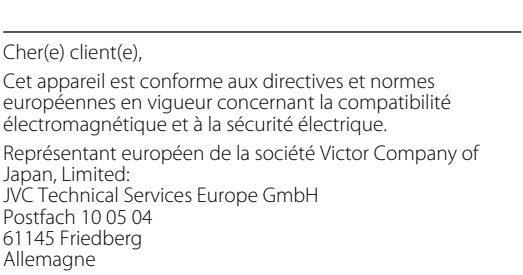 Cher(e) client(e),
Cet appareil est conforme aux directives et normes
européennes en vigueur concernant la compatibilité
électromagnétique et à la sécurité électrique.
Représentant européen de la société Victor Company of
Japan, Limited:
JVC Technical Services Europe GmbH
Postfach 10 05 04
61145 Friedberg
Allemagne